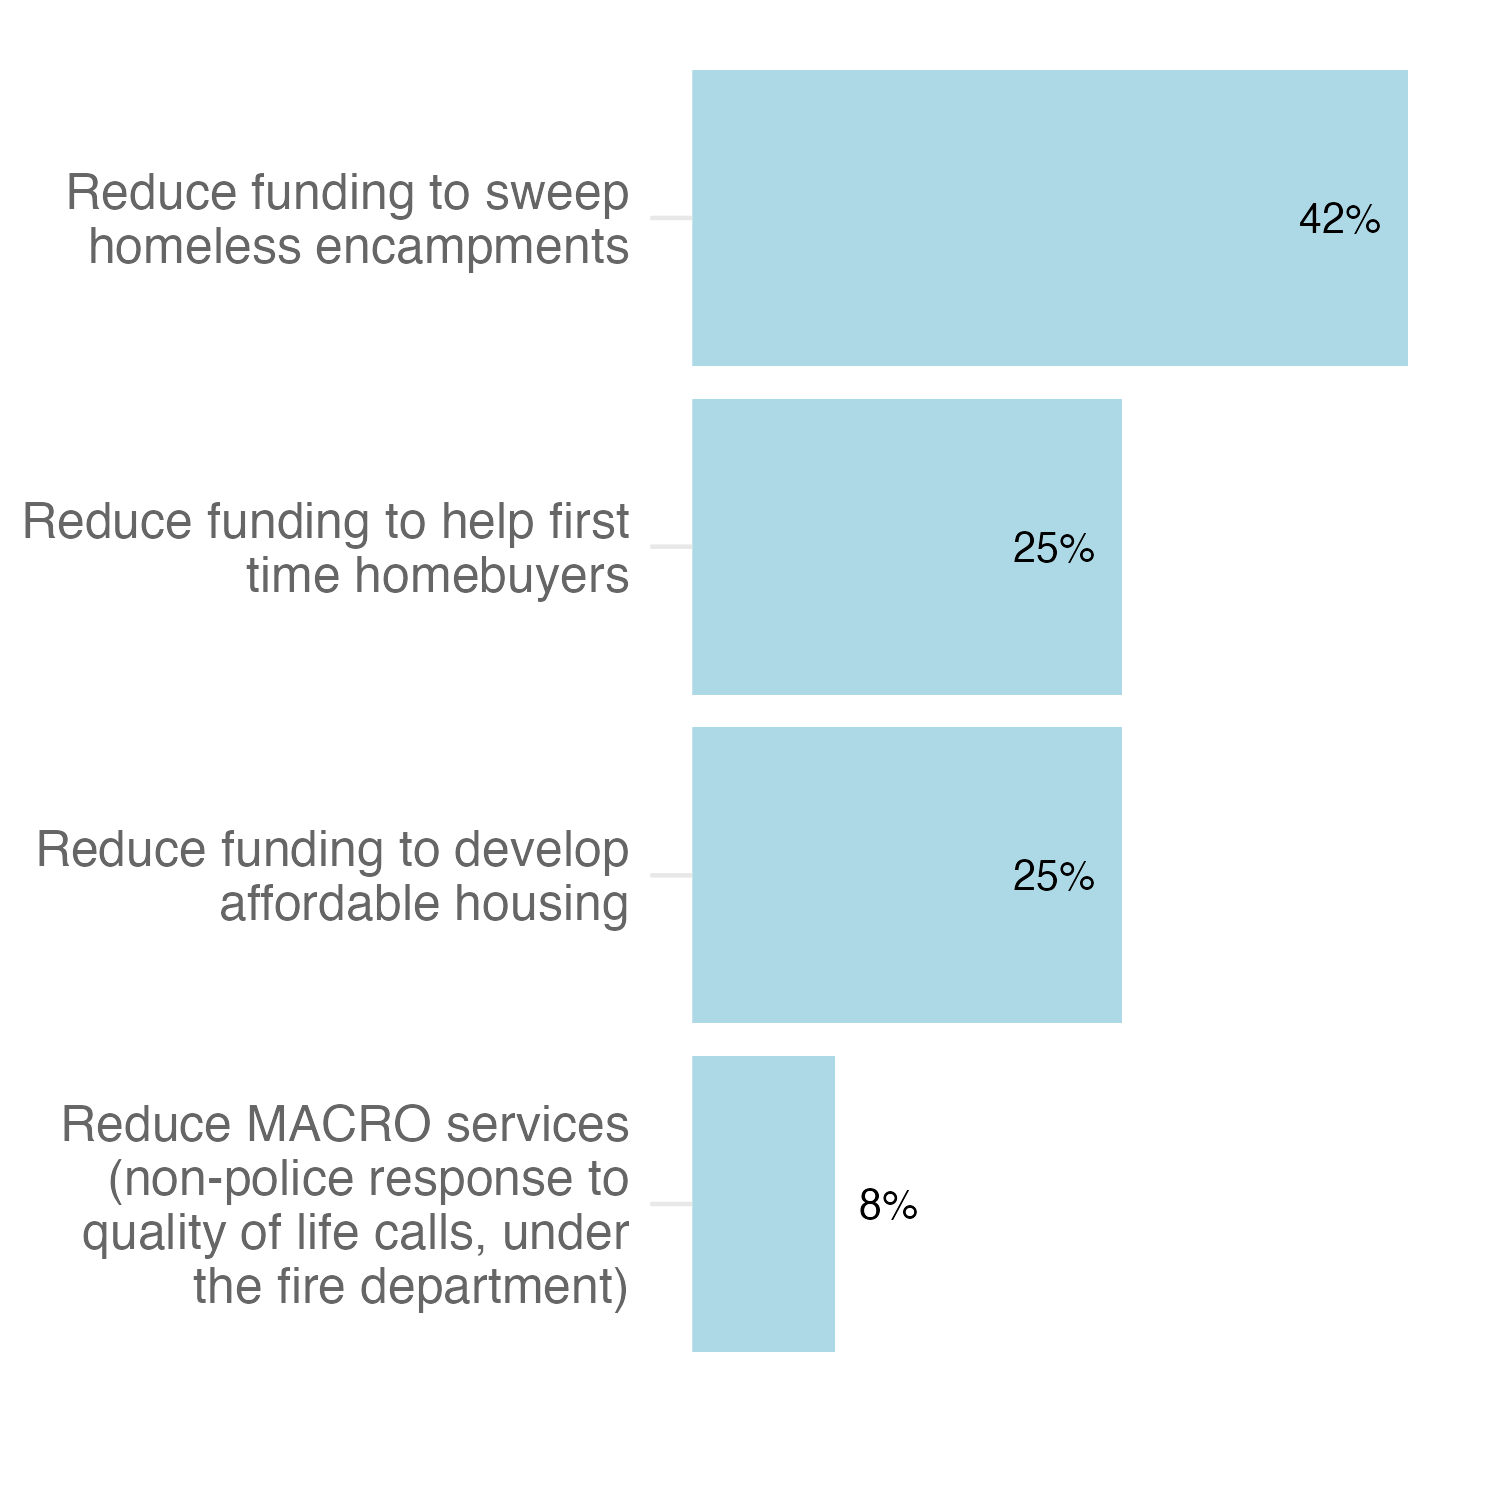 Reduce funding to sweep
homeless encampments
42%
Reduce funding to help first
time homebuyers
25%
Reduce funding to develop
affordable housing
25%
Reduce MACRO services
(non-police response to
quality of life calls, under
the fire department)
8%